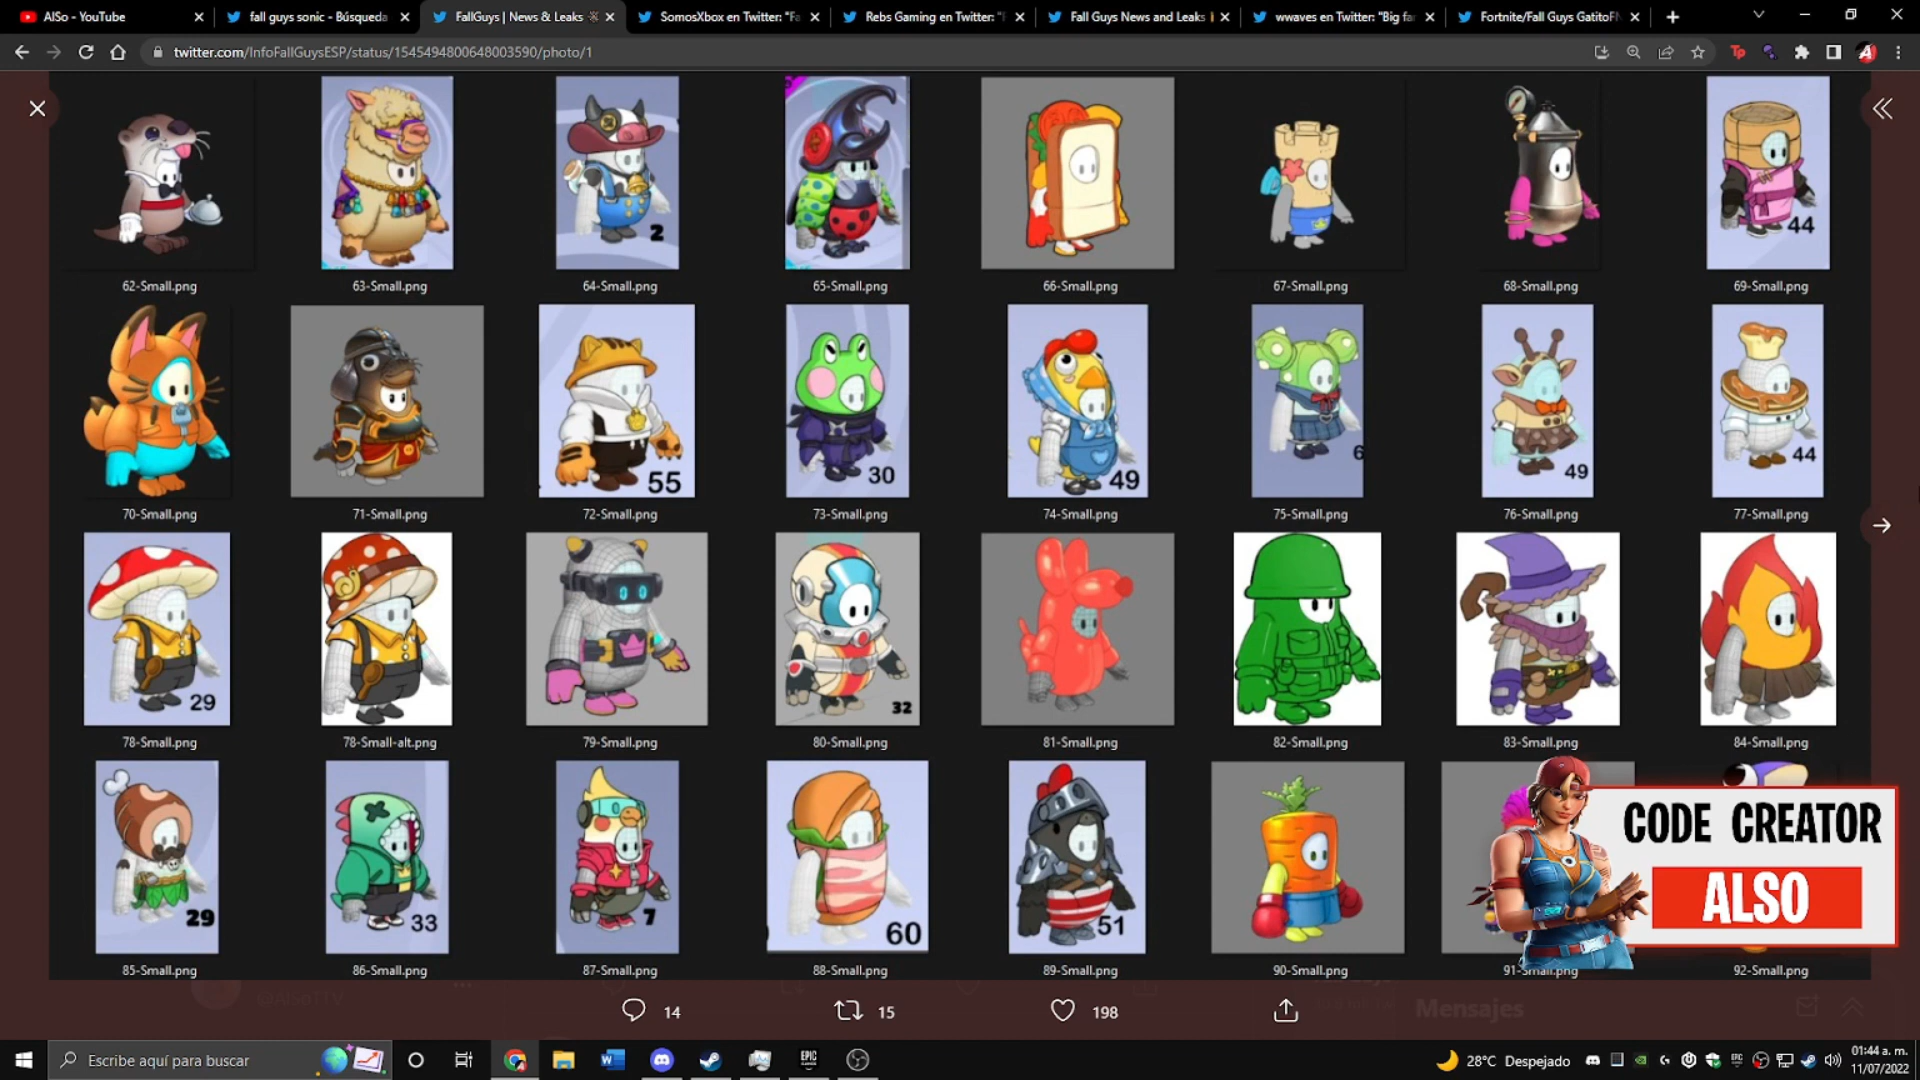 AlSo - YouTube
fall guys sonic - Búsqueda
FallGuys | News & Leaks
SomosXbox en Twitter: "Fa
Rebs Gaming en Twitter: "F
Fall Guys News and Leaks
wwaves en Twitter: "Big fa
Fortnite/Fall Guys GatitoFN
twitter.com/InfoFallGuysESP/status/1545494800648003590/photo/1
2
44
62-Small.png
63-Small.png
64-Small.png
65-Small.png
66-Small.png
67-Small.png
68-Small.png
69-Small.png
55
30
49
6
49
44
70-Small.png
71-Small.png
72-Small.png
73-Small.png
74-Small.png
75-Small.png
76-Small.png
77-Small.png
29
32
78-Small.png
78-Small-alt.png
79-Small.png
80-Small.png
81-Small.png
82-Small.png
83-Small.png
84-Small.png
CODE CREATOR
ALSO
29
33
7
60
51
85-Small.png
86-Small.png
87-Small.png
88-Small.png
89-Small.png
90-Small.png
91-Small.png
92-Small.png
@AlSoTTV
14
15
198
Mensajes
Escribe aquí para buscar
EPIC
28°C Despejado
01:44 a. m.
11/07/2022